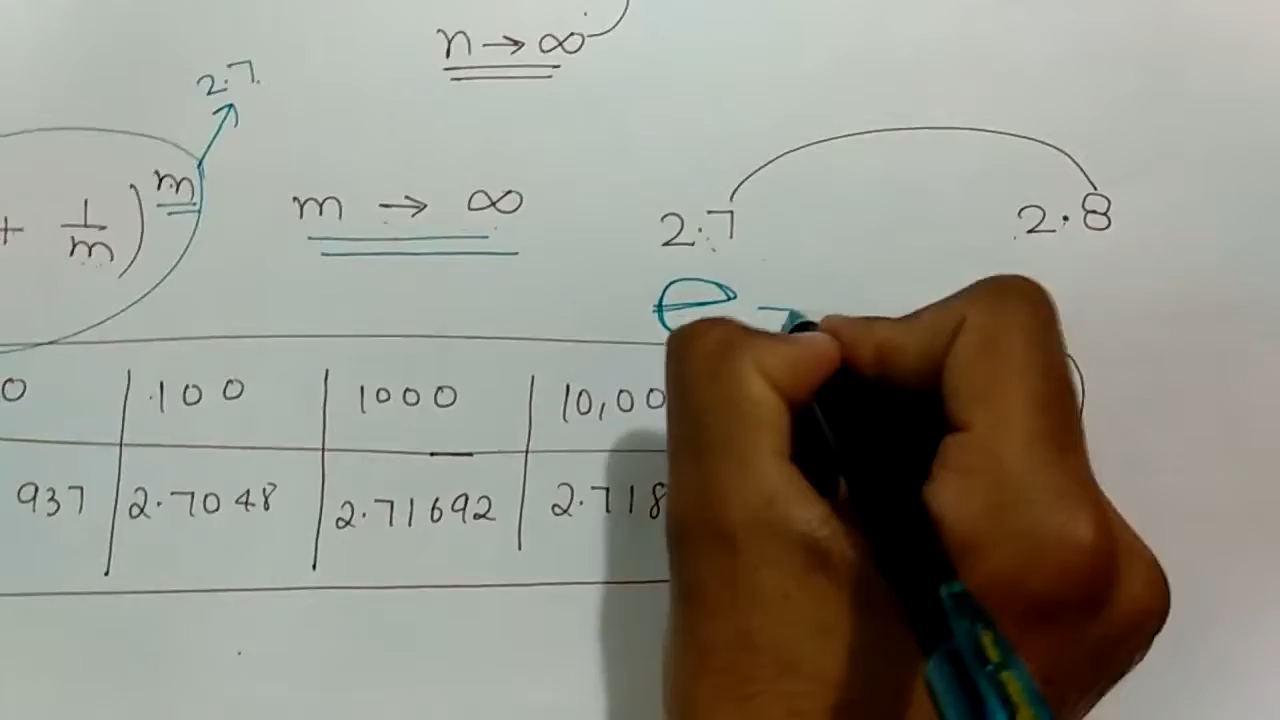 n → ∞
2.7
+ 1/m)^m
m → ∞
2.7 2.8
e
0 100 1000 10,00
937 2.7048 2.71692 2.718